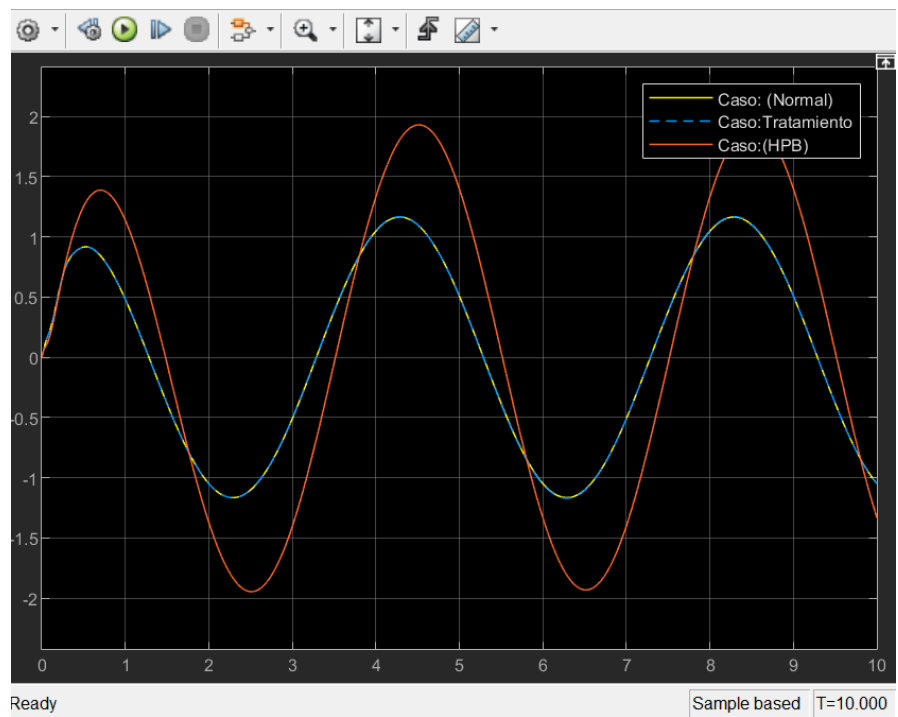 Caso: (Normal)
Caso:Tratamiento
Caso:(HPB)
2
1.5
1
0.5
0
-0.5
-1
-1.5
-2
0 1 2 3 4 5 6 7 8 9 10
Ready Sample based T=10.000